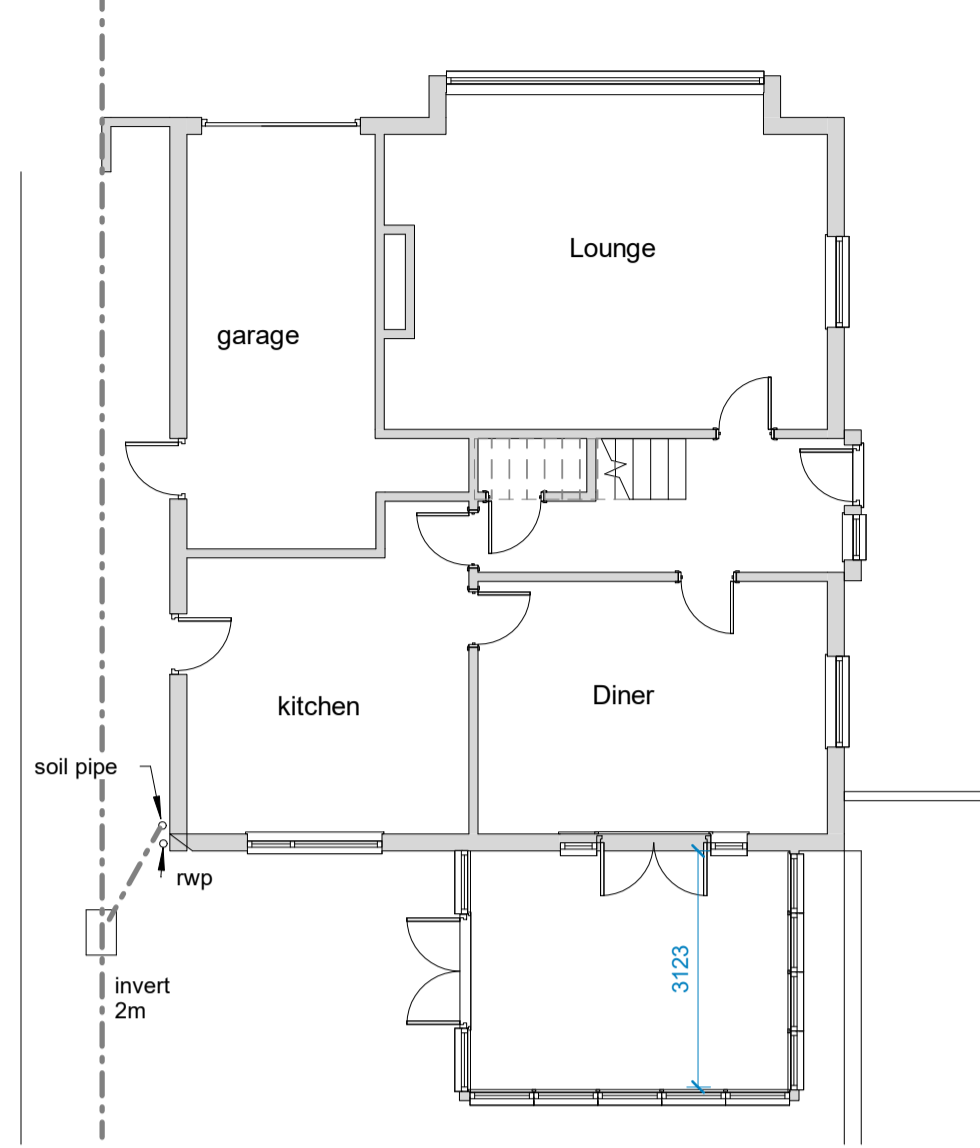 Lounge
garage
kitchen
Diner
soil pipe
rwp
3123
invert
2m